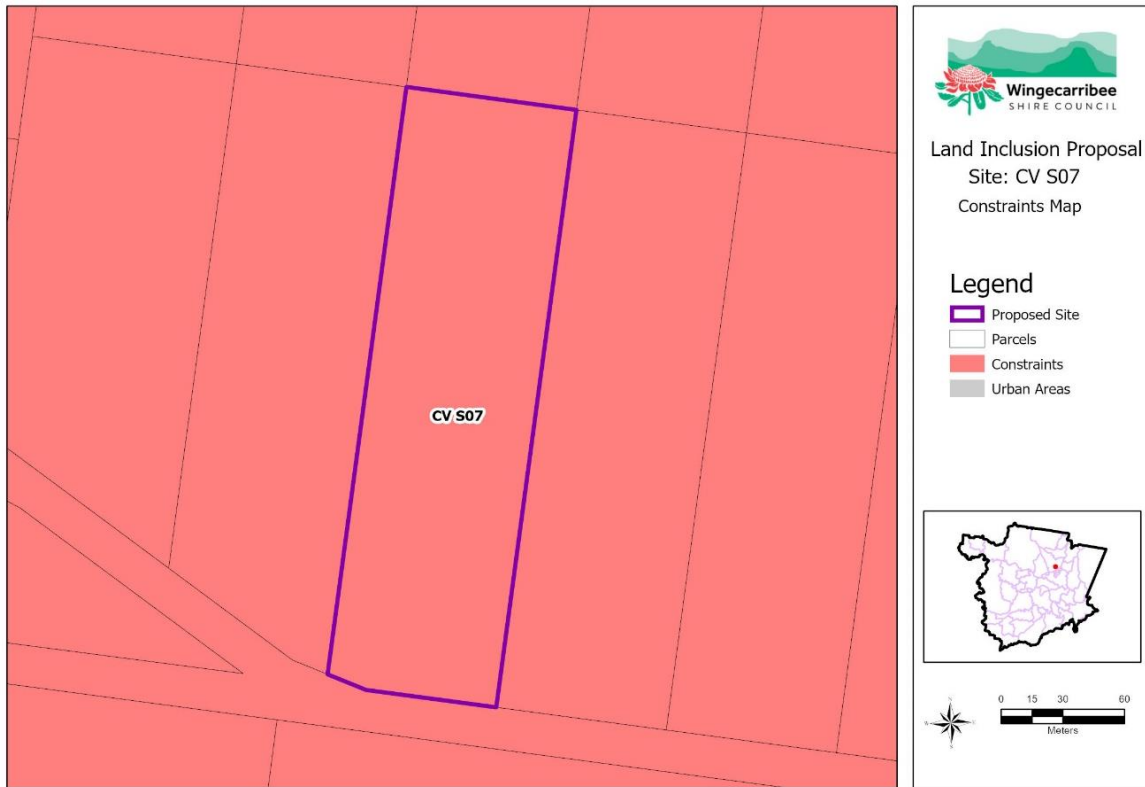 CV S07
Wingecarribee
SHIRE COUNCIL
Land Inclusion Proposal
Site: CV S07
Constraints Map
Legend
Proposed Site
Parcels
Constraints
Urban Areas
N
W
E
S
0 15 30 60
Meters